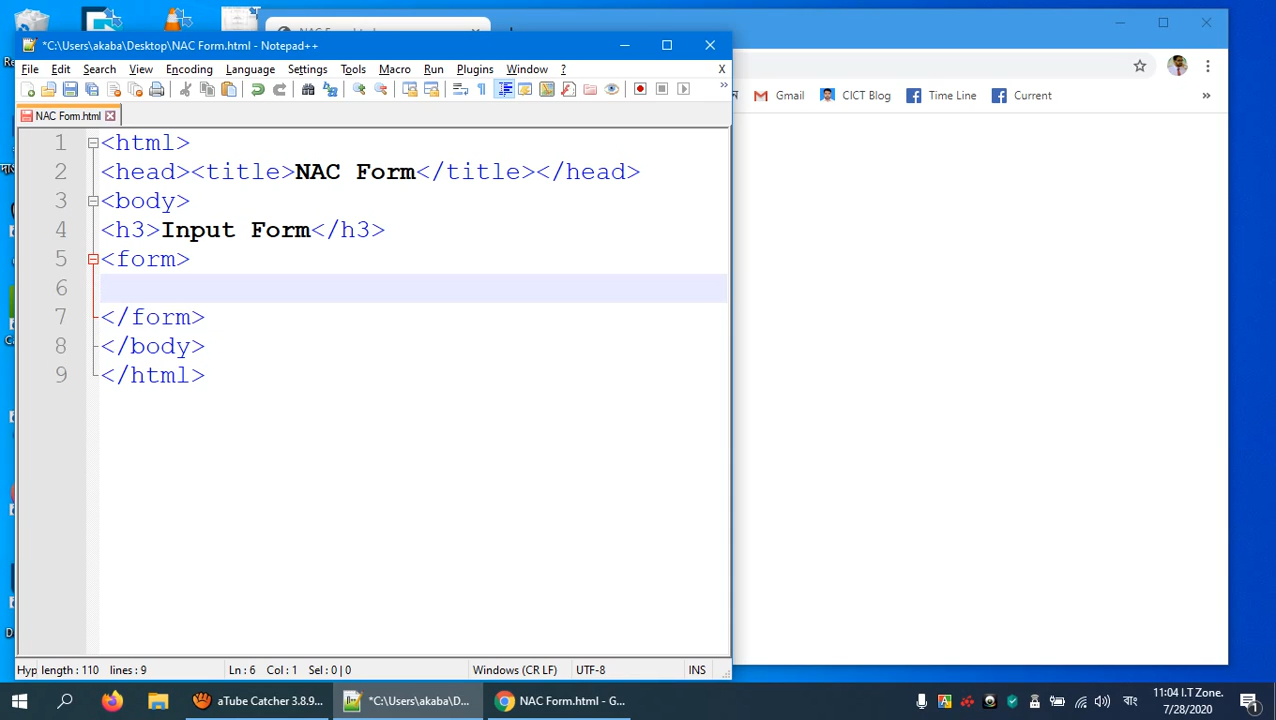 *C:\Users\akaba\Desktop\NAC Form.html - Notepad++
File Edit Search View Encoding Language Settings Tools Macro Run Plugins Window ? X
NAC Form.html
1 <html>
2 <head><title>NAC Form</title></head>
3 <body>
4 <h3>Input Form</h3>
5 <form>
6
7 </form>
8 </body>
9 </html>
Gmail CICT Blog Time Line Current »
length : 110 lines : 9 Ln : 6 Col : 1 Sel : 0 | 0 Windows (CR LF) UTF-8 INS
aTube Catcher 3.8.9... *C:\Users\akaba\D... NAC Form.html - G... বাং 11:04 I.T Zone.
7/28/2020
1